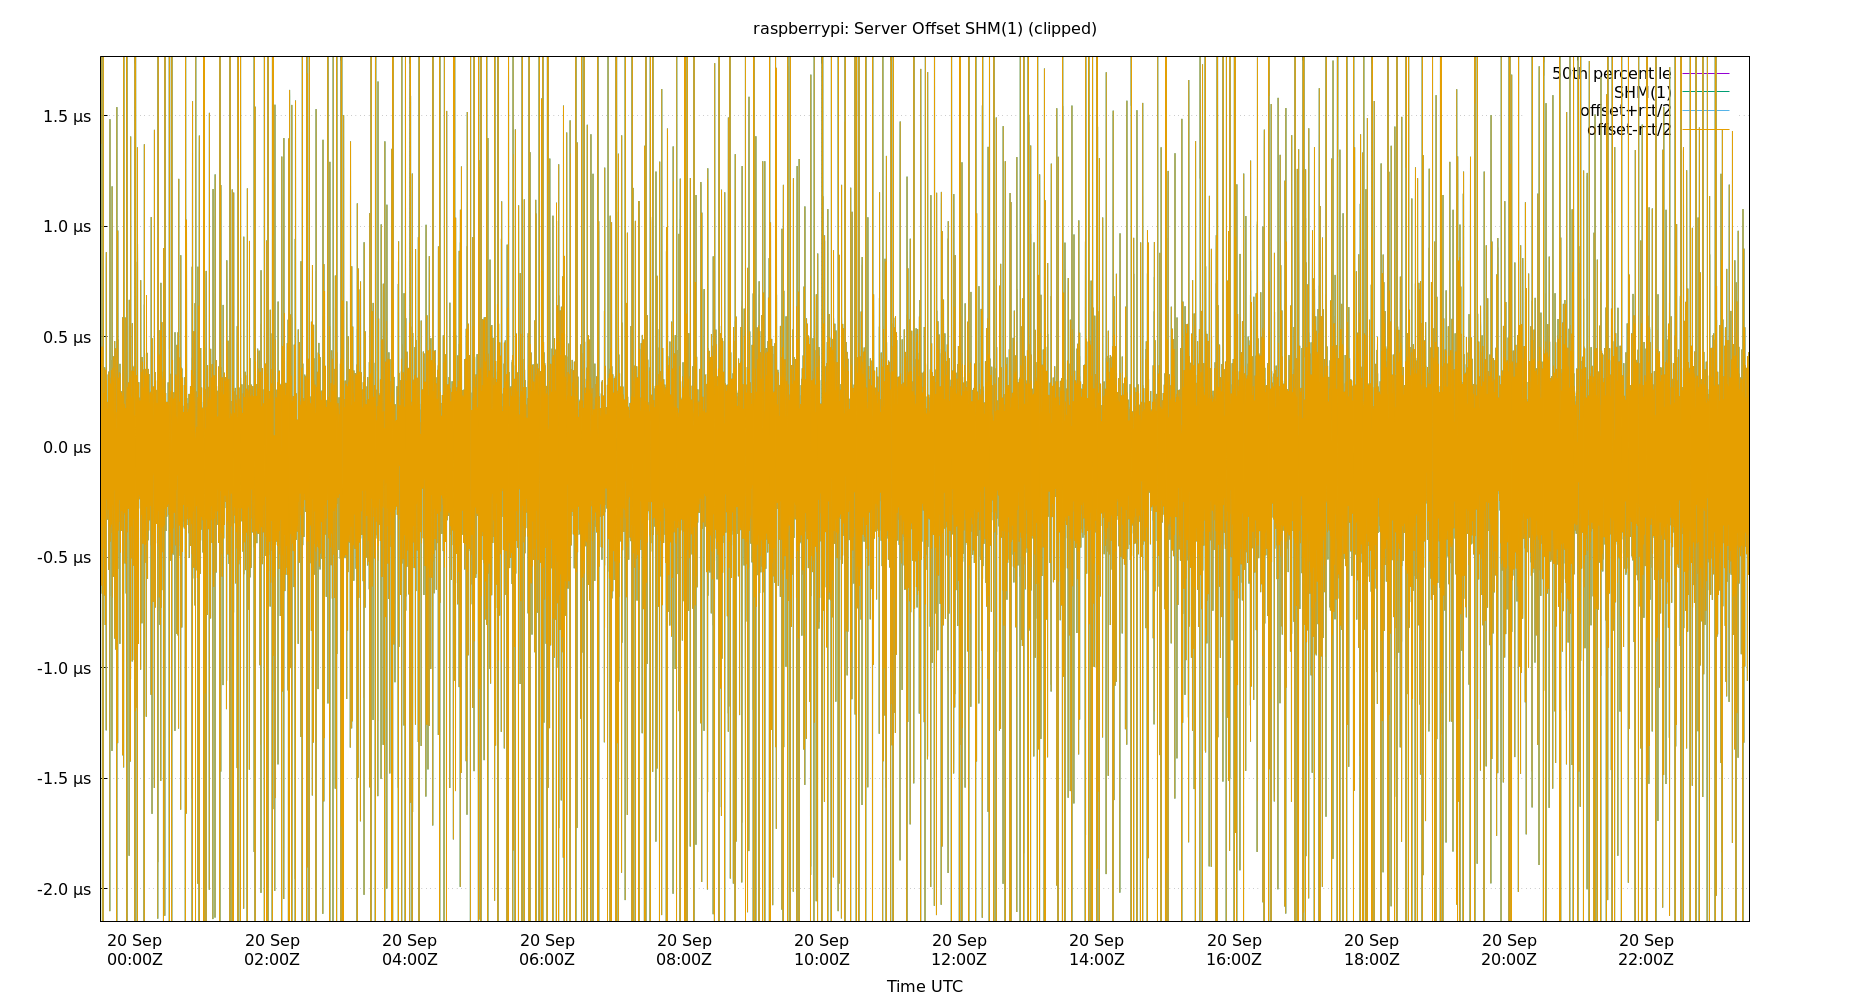 raspberrypi: Server Offset SHM(1) (clipped)
50th percentile
SHM(1)
offset+rtt/2
offset-rtt/2
1.5 µs
1.0 µs
0.5 µs
0.0 µs
-0.5 µs
-1.0 µs
-1.5 µs
-2.0 µs
20 Sep 20 Sep 20 Sep 20 Sep 20 Sep 20 Sep 20 Sep 20 Sep 20 Sep 20 Sep 20 Sep 20 Sep
00:00Z 02:00Z 04:00Z 06:00Z 08:00Z 10:00Z 12:00Z 14:00Z 16:00Z 18:00Z 20:00Z 22:00Z
Time UTC